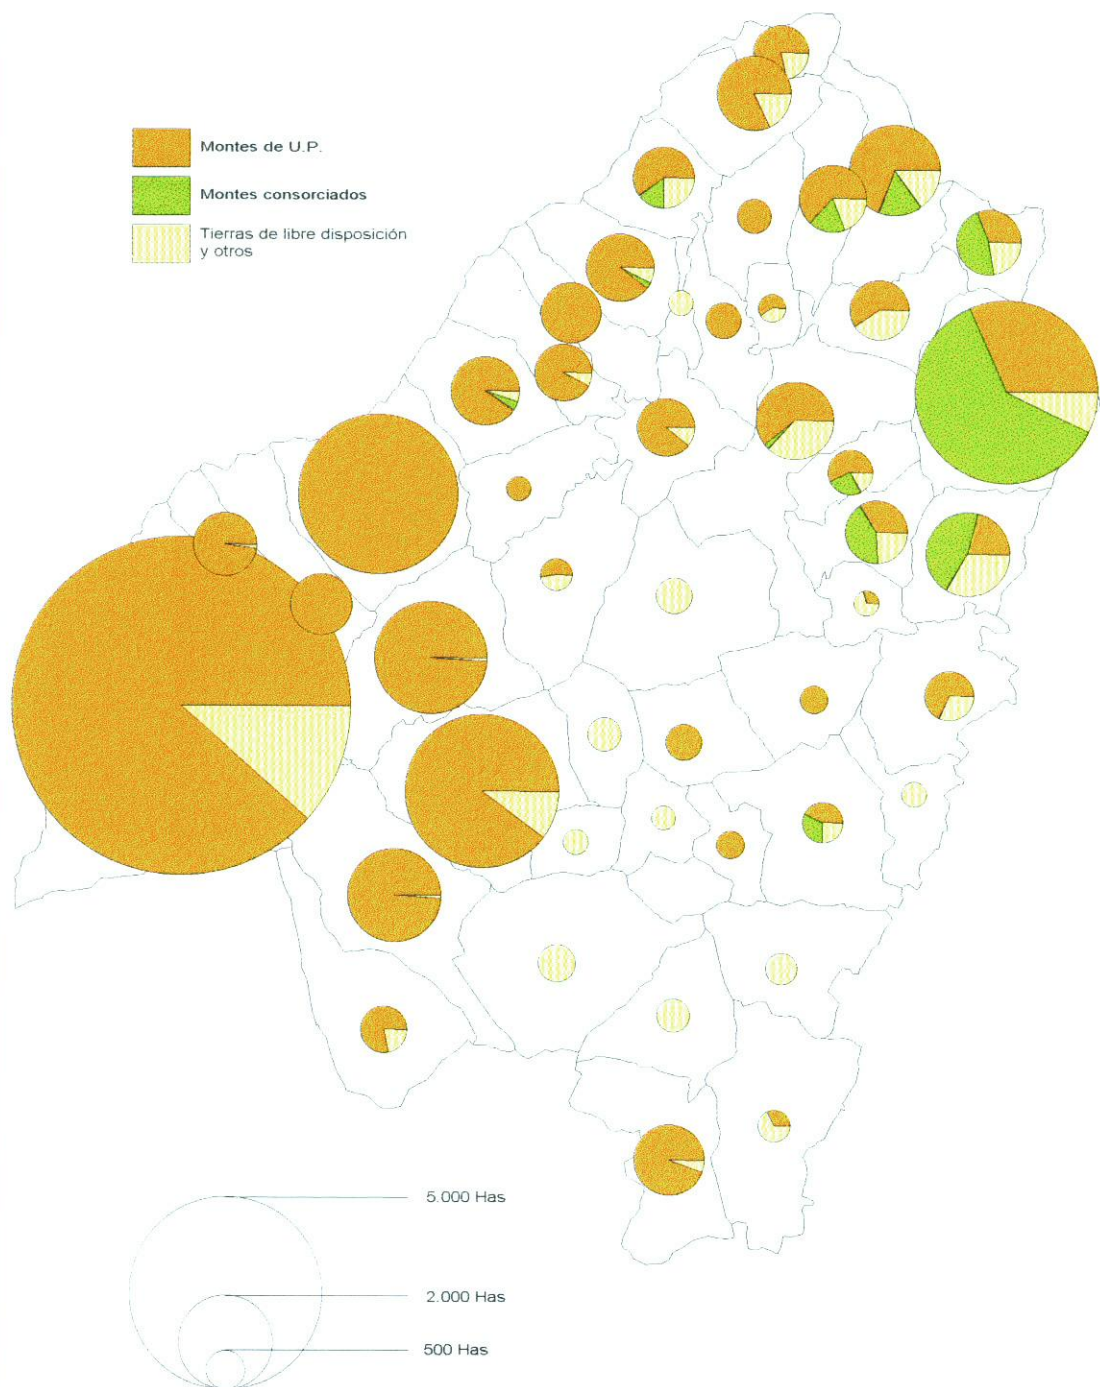 Montes de U.P.
Montes consorciados
Tierras de libre disposición
y otros
5.000 Has
2.000 Has
500 Has